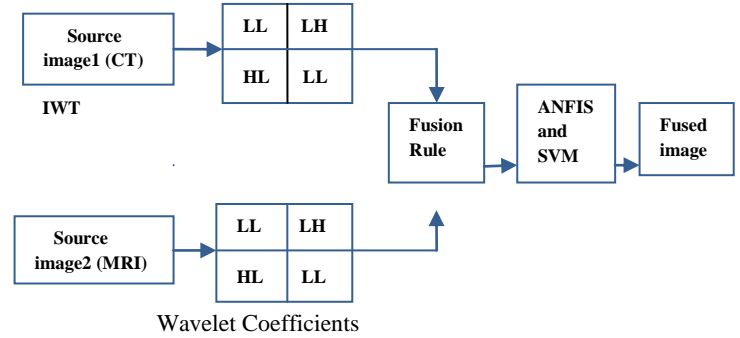 Source
image1 (CT)
LL LH
HL LL
IWT
Fusion
Rule
ANFIS
and
SVM
Fused
image
Source
image2 (MRI)
LL LH
HL LL
Wavelet Coefficients